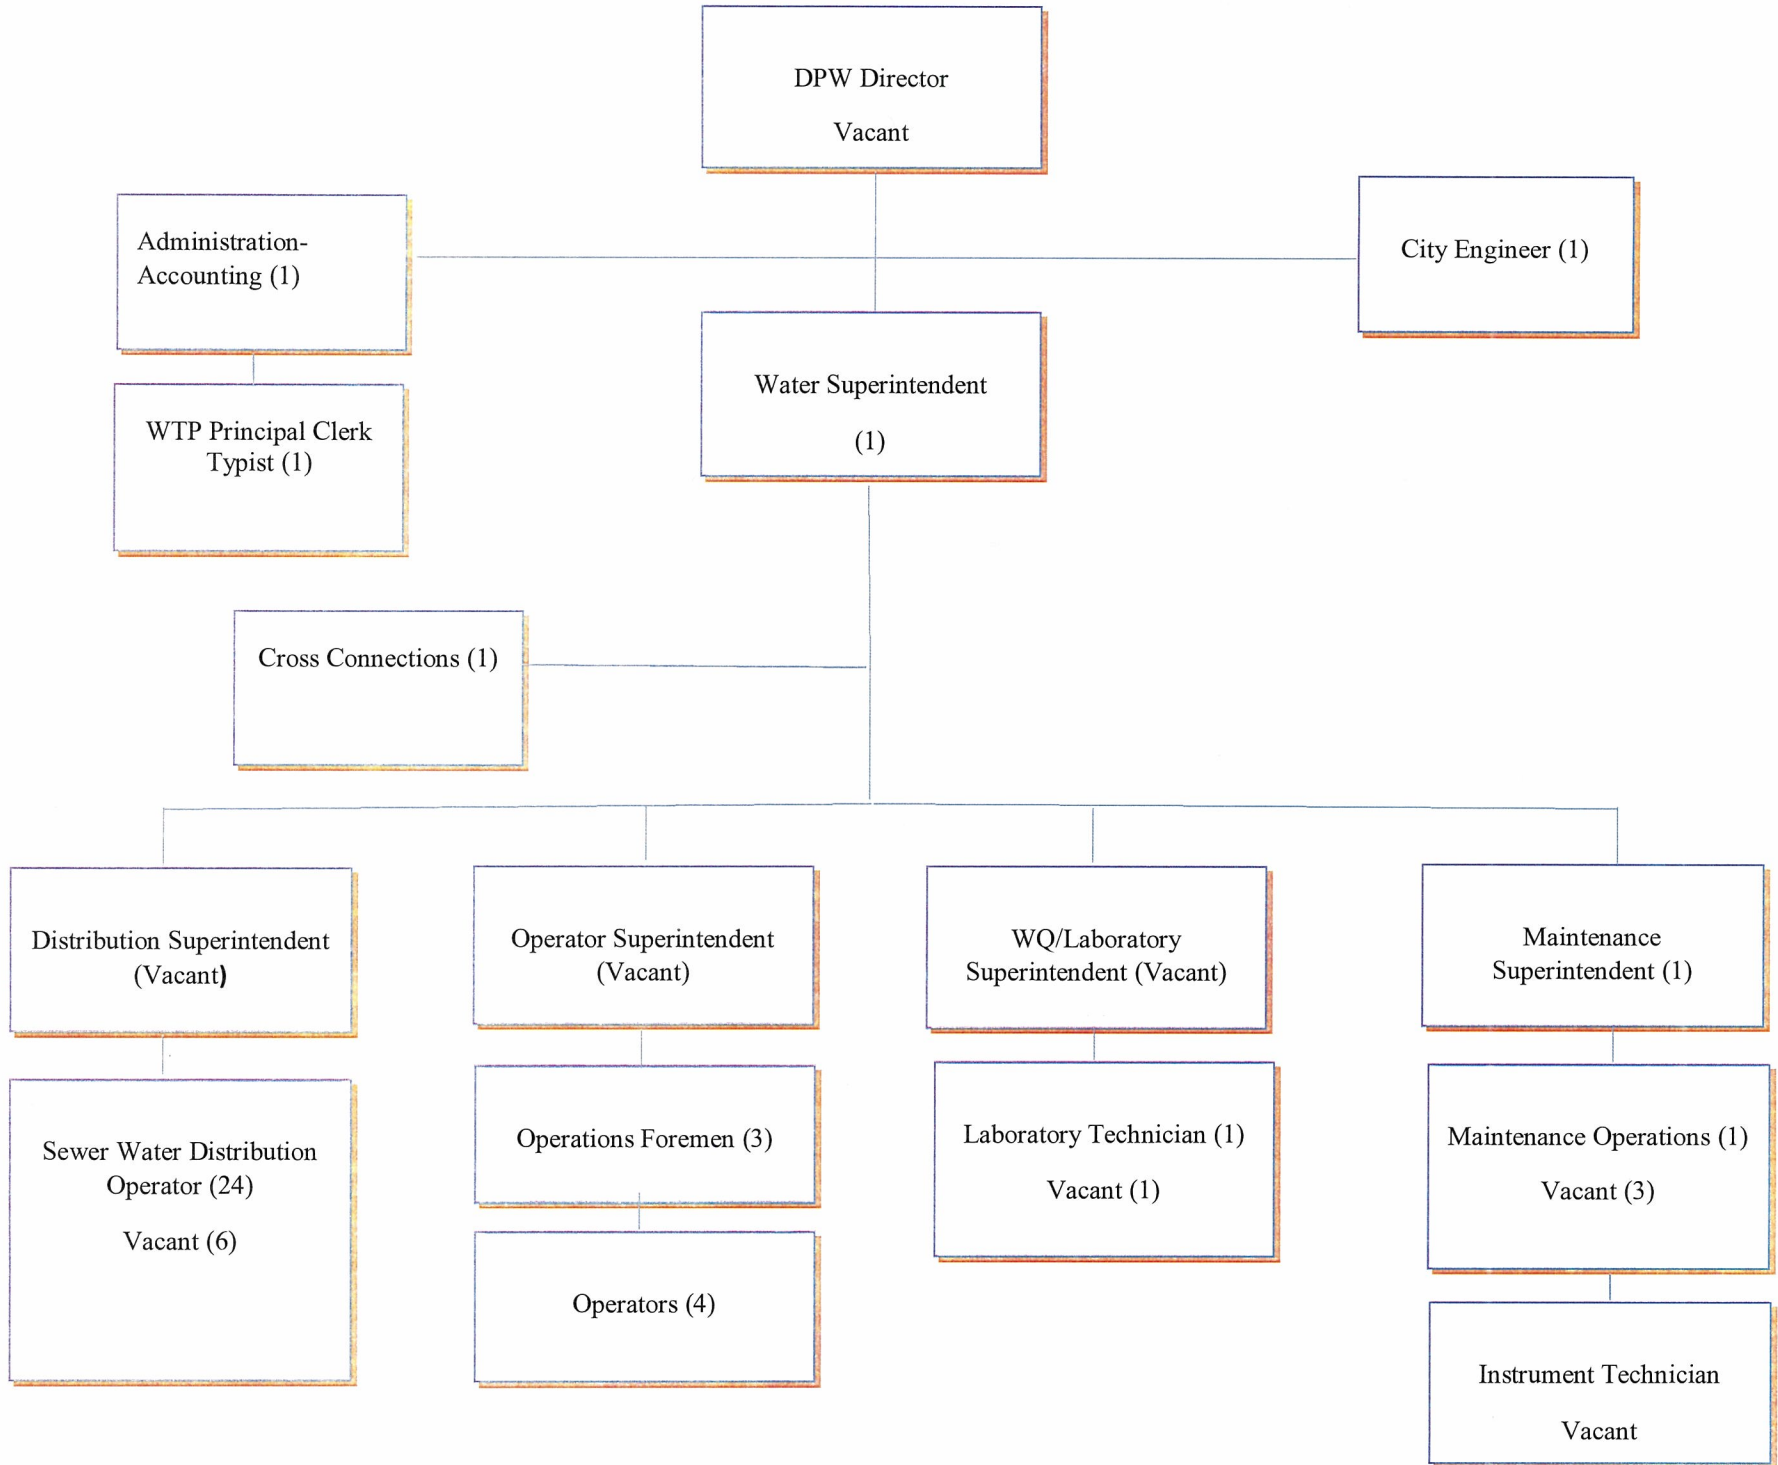 DPW Director
Vacant
Administration-
Accounting (1)
City Engineer (1)
WTP Principal Clerk
Typist (1)
Water Superintendent
(1)
Cross Connections (1)
Distribution Superintendent
(Vacant)
Operator Superintendent
(Vacant)
WQ/Laboratory
Superintendent (Vacant)
Maintenance
Superintendent (1)
Sewer Water Distribution
Operator (24)
Vacant (6)
Operations Foremen (3)
Operators (4)
Laboratory Technician (1)
Vacant (1)
Maintenance Operations (1)
Vacant (3)
Instrument Technician
Vacant